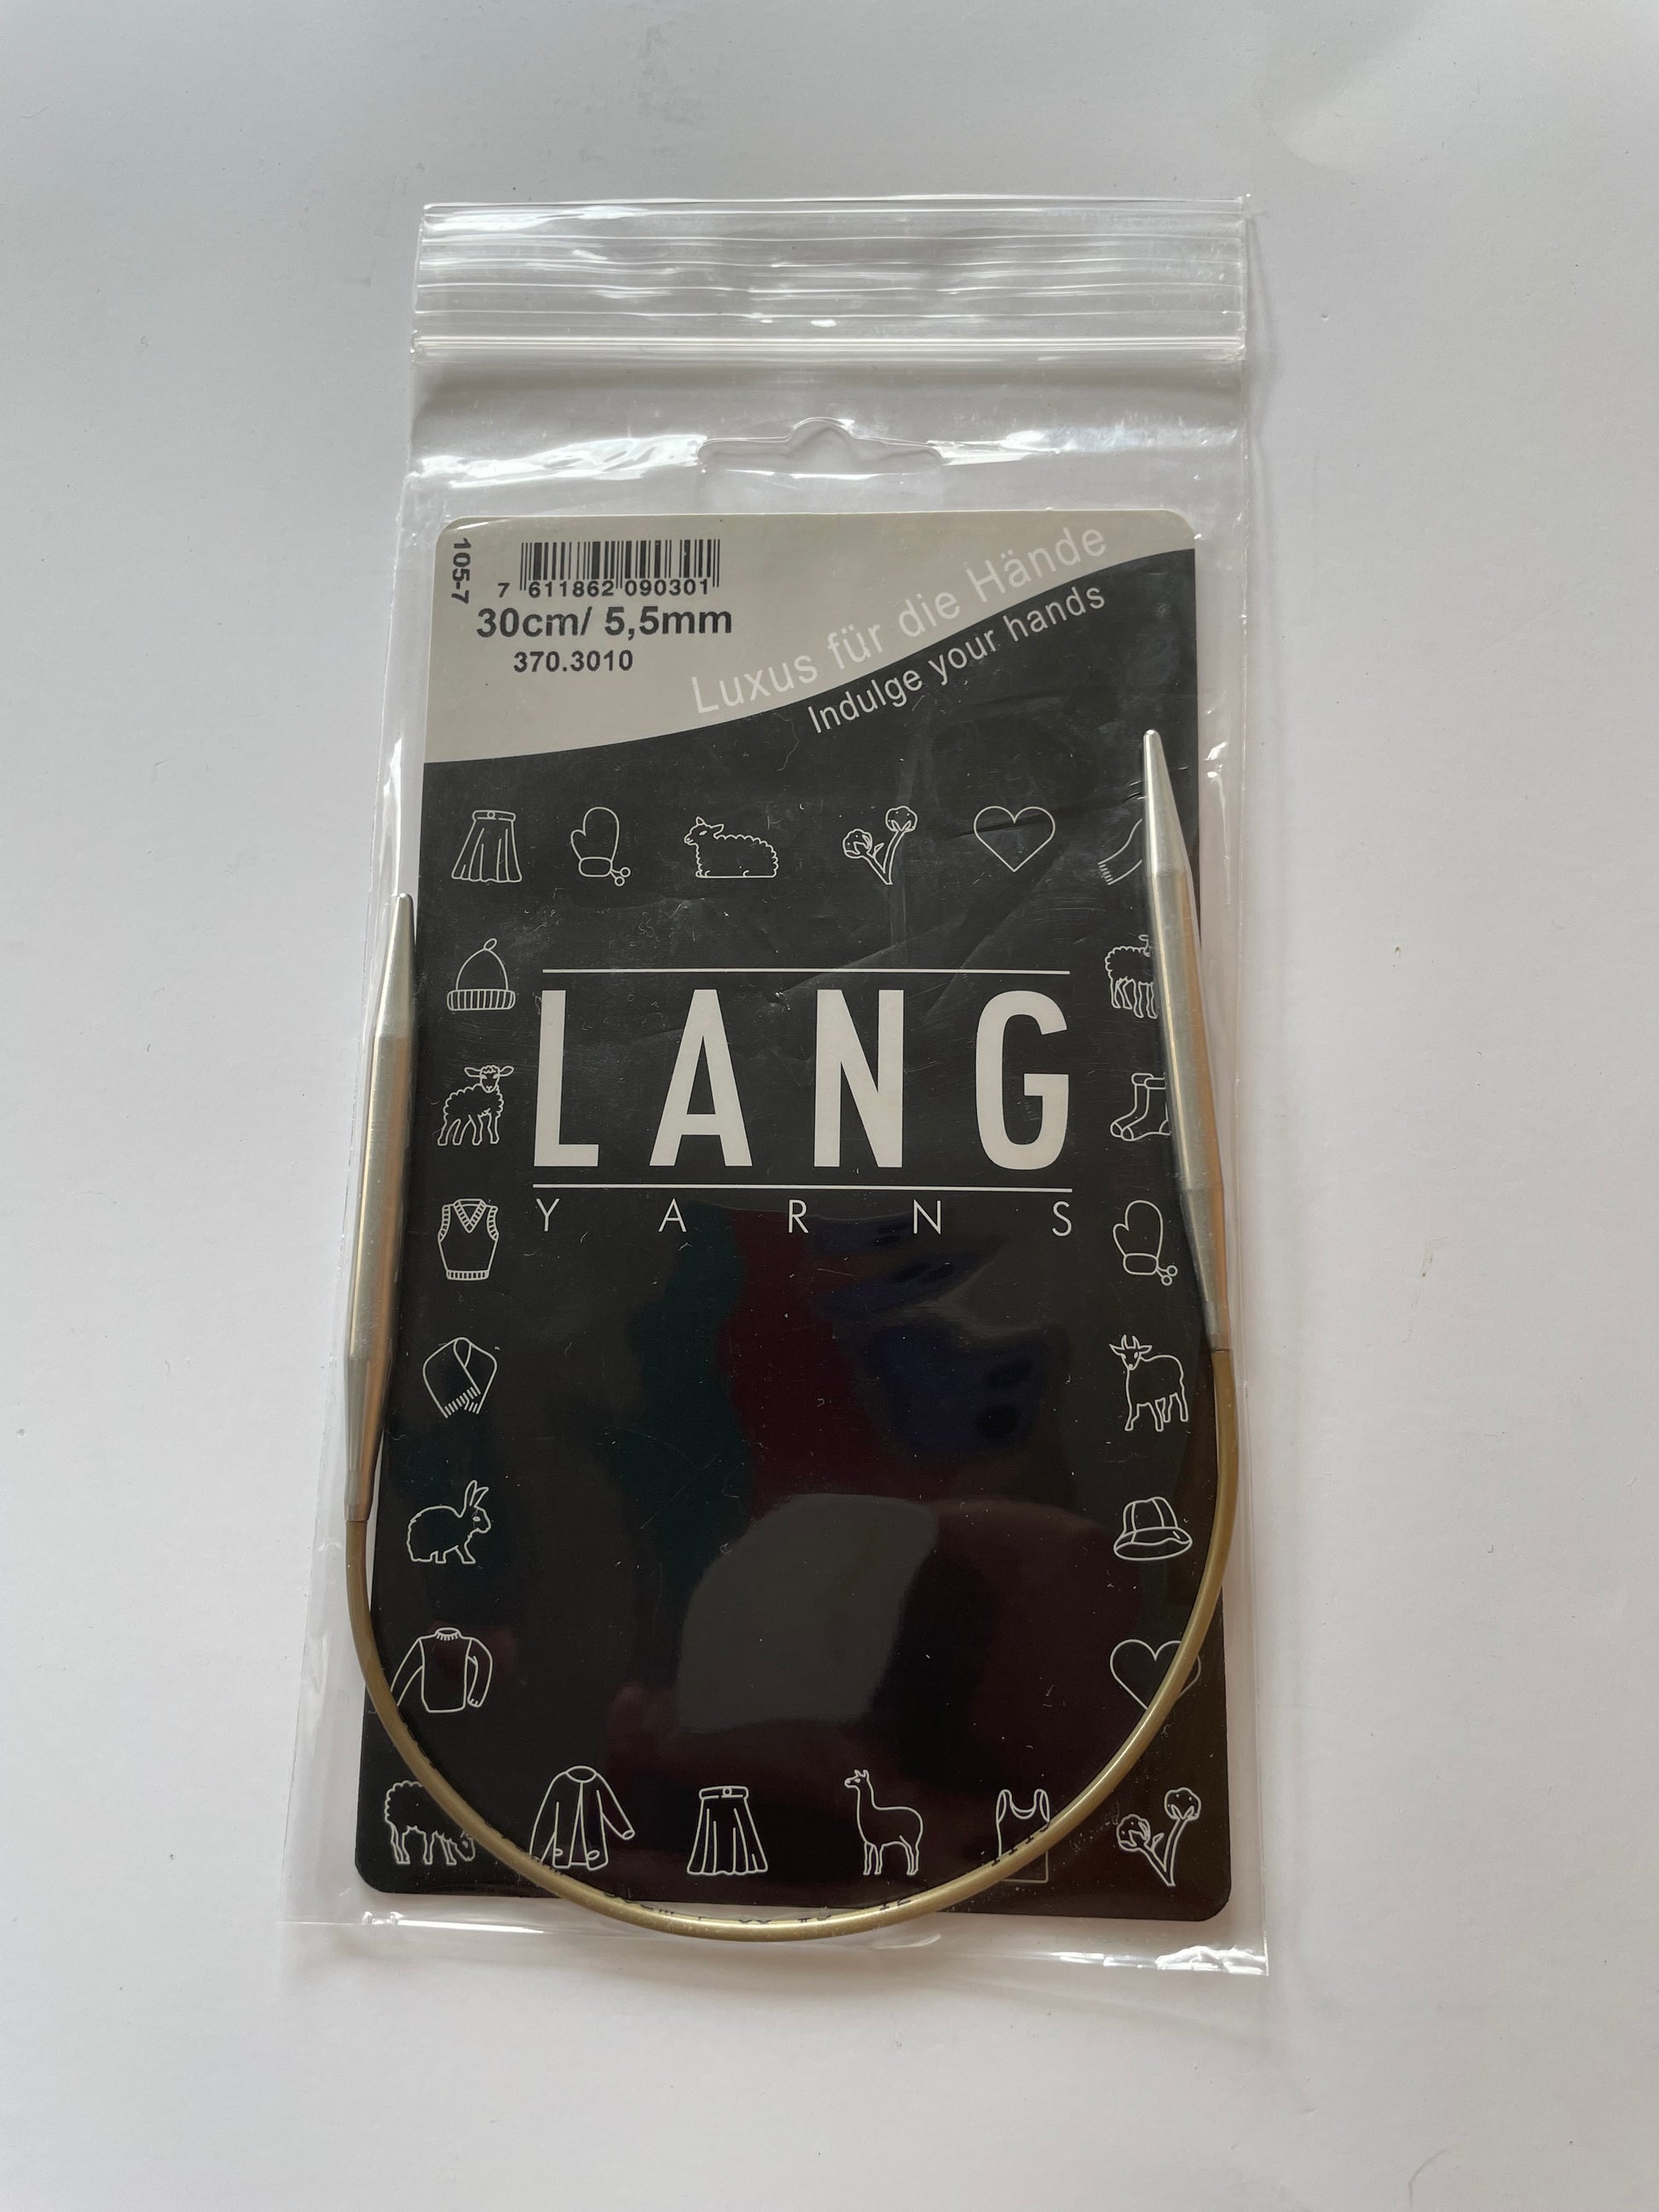 105-7
7 611862 090301
30cm/ 5,5mm
370.3010
Luxus für die Hände
Indulge your hands
LANG
YARNS